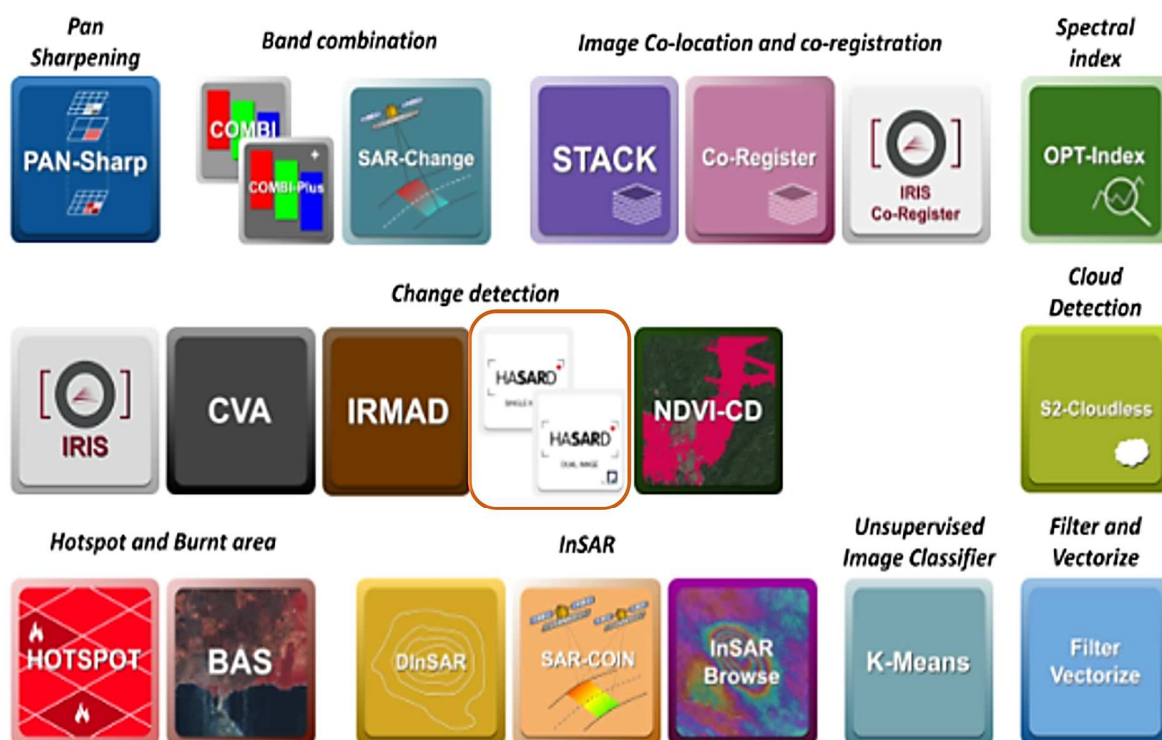 Pan
Sharpening
Band combination
Image Co-location and co-registration
Spectral
index
PAN-Sharp
COMBI
COMBI-Plus
+
SAR-Change
STACK
Co-Register
[ ]
IRIS
Co-Register
OPT-Index
Change detection
Cloud
Detection
[ ]
IRIS
CVA
IRMAD
HASARD
SINGLE
HASARD
DUAL IMAGE
NDVI-CD
S2-Cloudless
Hotspot and Burnt area
InSAR
Unsupervised
Image Classifier
Filter and
Vectorize
HOTSPOT
BAS
DInSAR
SAR-COIN
InSAR
Browse
K-Means
Filter
Vectorize